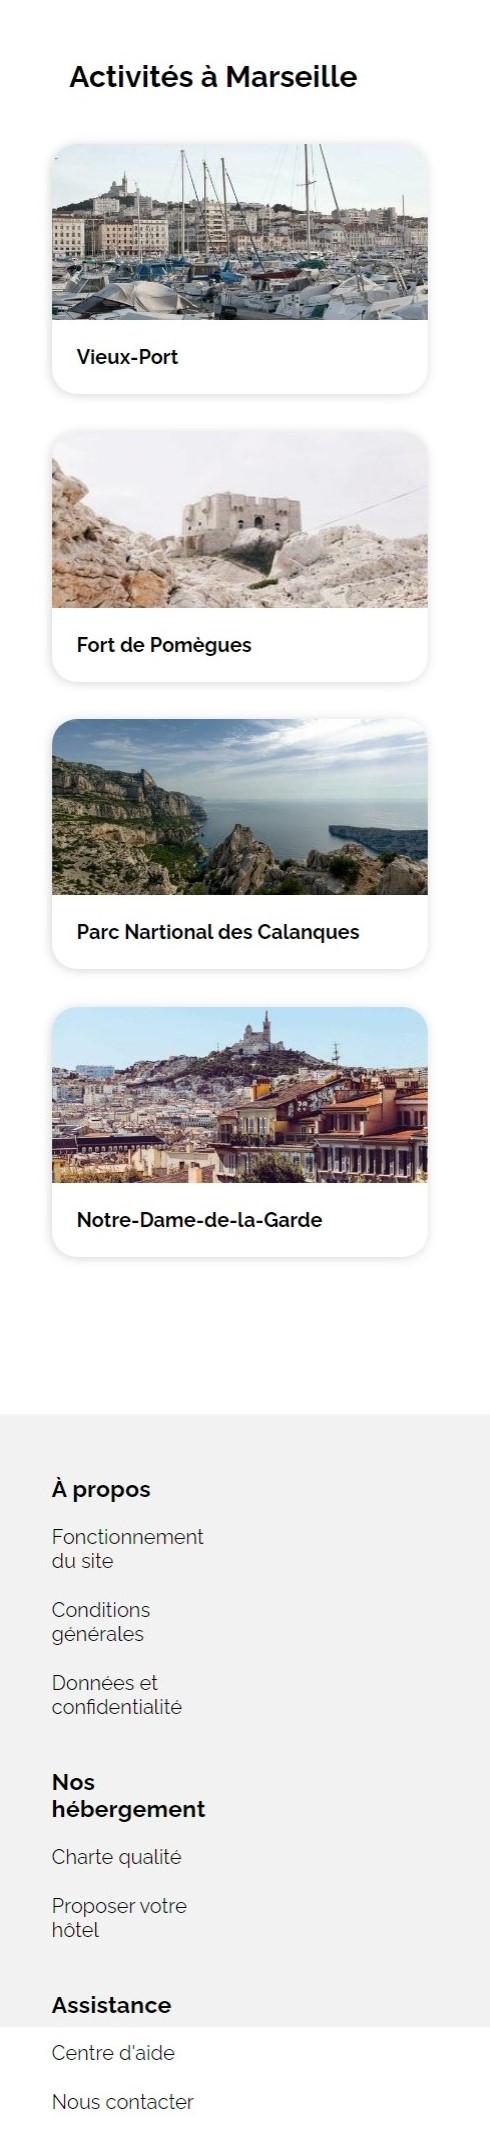 Activités à Marseille
Vieux-Port
Fort de Pomègues
Parc Nartional des Calanques
Notre-Dame-de-la-Garde
À propos
Fonctionnement
du site
Conditions
générales
Données et
confidentialité
Nos
hébergement
Charte qualité
Proposer votre
hôtel
Assistance
Centre d'aide
Nous contacter